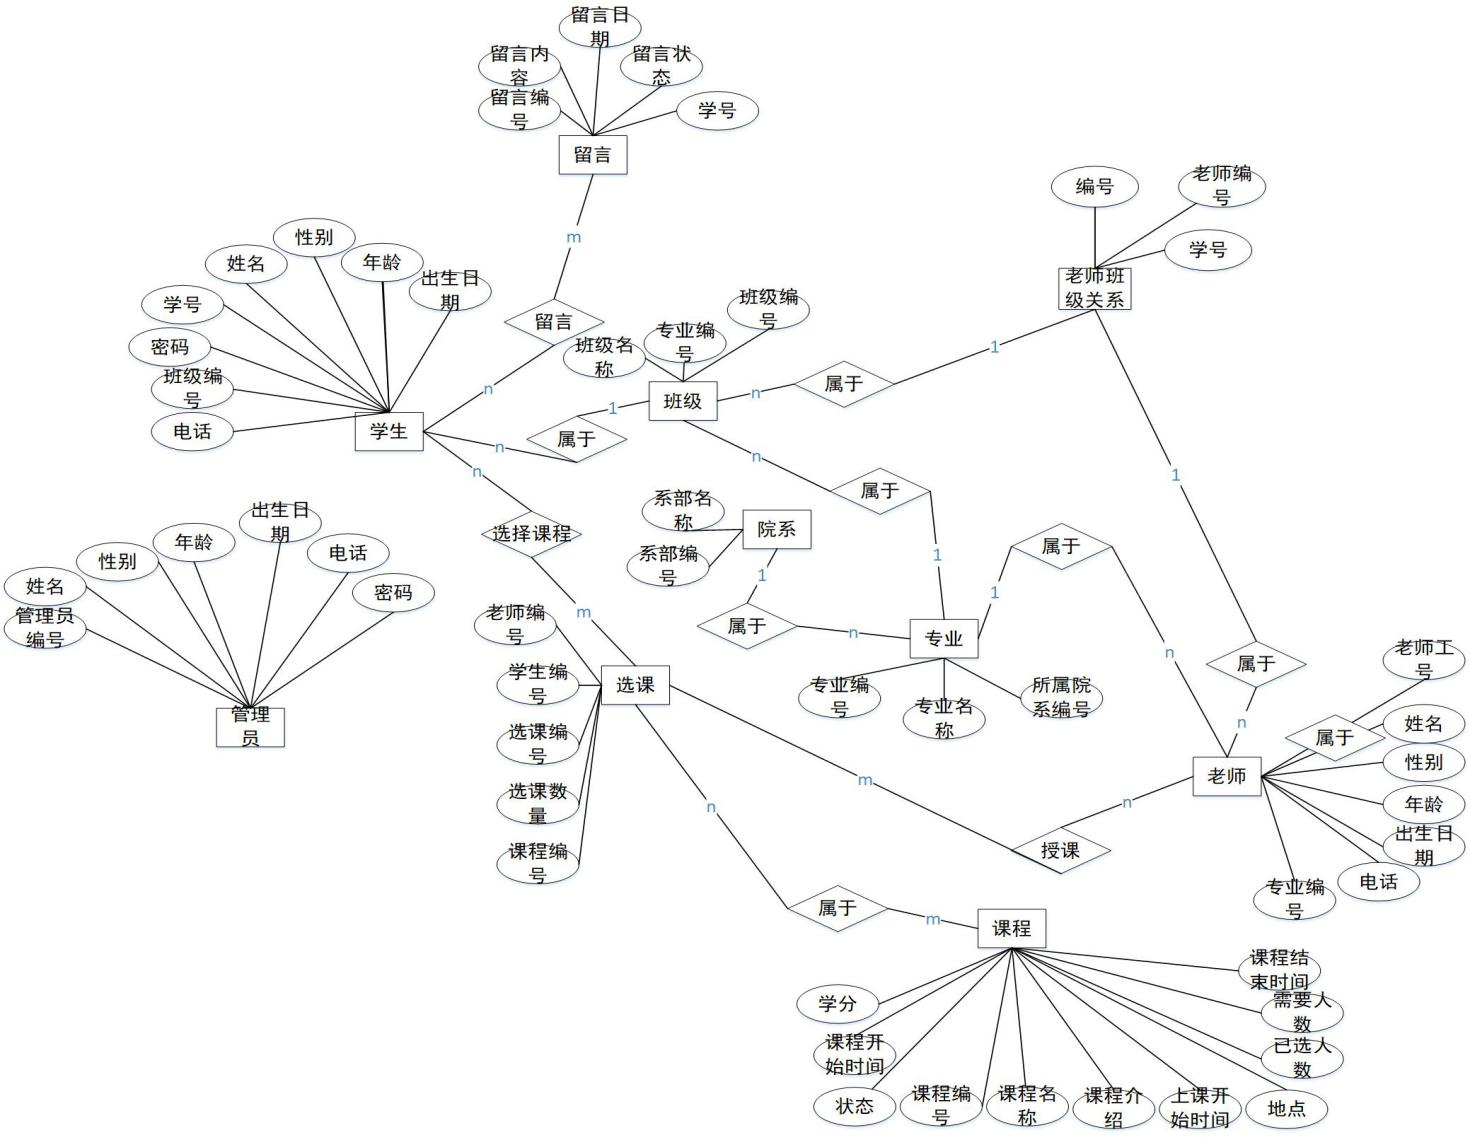 留言日
期
留言内
容
留言状
态
留言编
号
学号
留言
m
编号
老师编
号
学号
老师班
级关系
性别
姓名
年龄
出生日
期
学号
密码
班级编
号
电话
学生
留言
n
班级编
号
专业编
号
班级名
称
班级
1
属于
n
n
属于
1
n
属于
1
1
n
选择课程
m
系部名
称
系部编
号
院系
1
属于
n
专业
1
属于
n
专业编
号
专业名
称
所属院
系编号
出生日
期
年龄
性别
电话
姓名
密码
管理员
编号
管理
员
老师编
号
学生编
号
选课编
号
选课数
量
课程编
号
选课
m
n
授课
属于
n
老师
老师工
号
属于
姓名
性别
年龄
出生日
期
电话
专业编
号
n
属于
m
课程
学分
课程开
始时间
状态
课程编
号
课程名
称
课程介
绍
上课开
始时间
地点
已选人
数
需要人
数
课程结
束时间